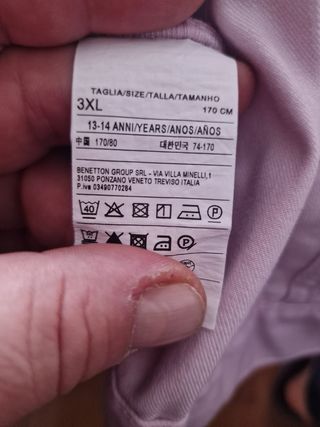 TAGLIA/SIZE/TALLA/TAMANHO
3XL 170 CM
13-14 ANNI/YEARS/ANOS/AÑOS
中国 170/80 대한민국 74-170
BENETTON GROUP SRL - VIA VILLA MINELLI,1
31050 PONZANO VENETO TREVISO ITALIA
P.iva 03490770264
40 P